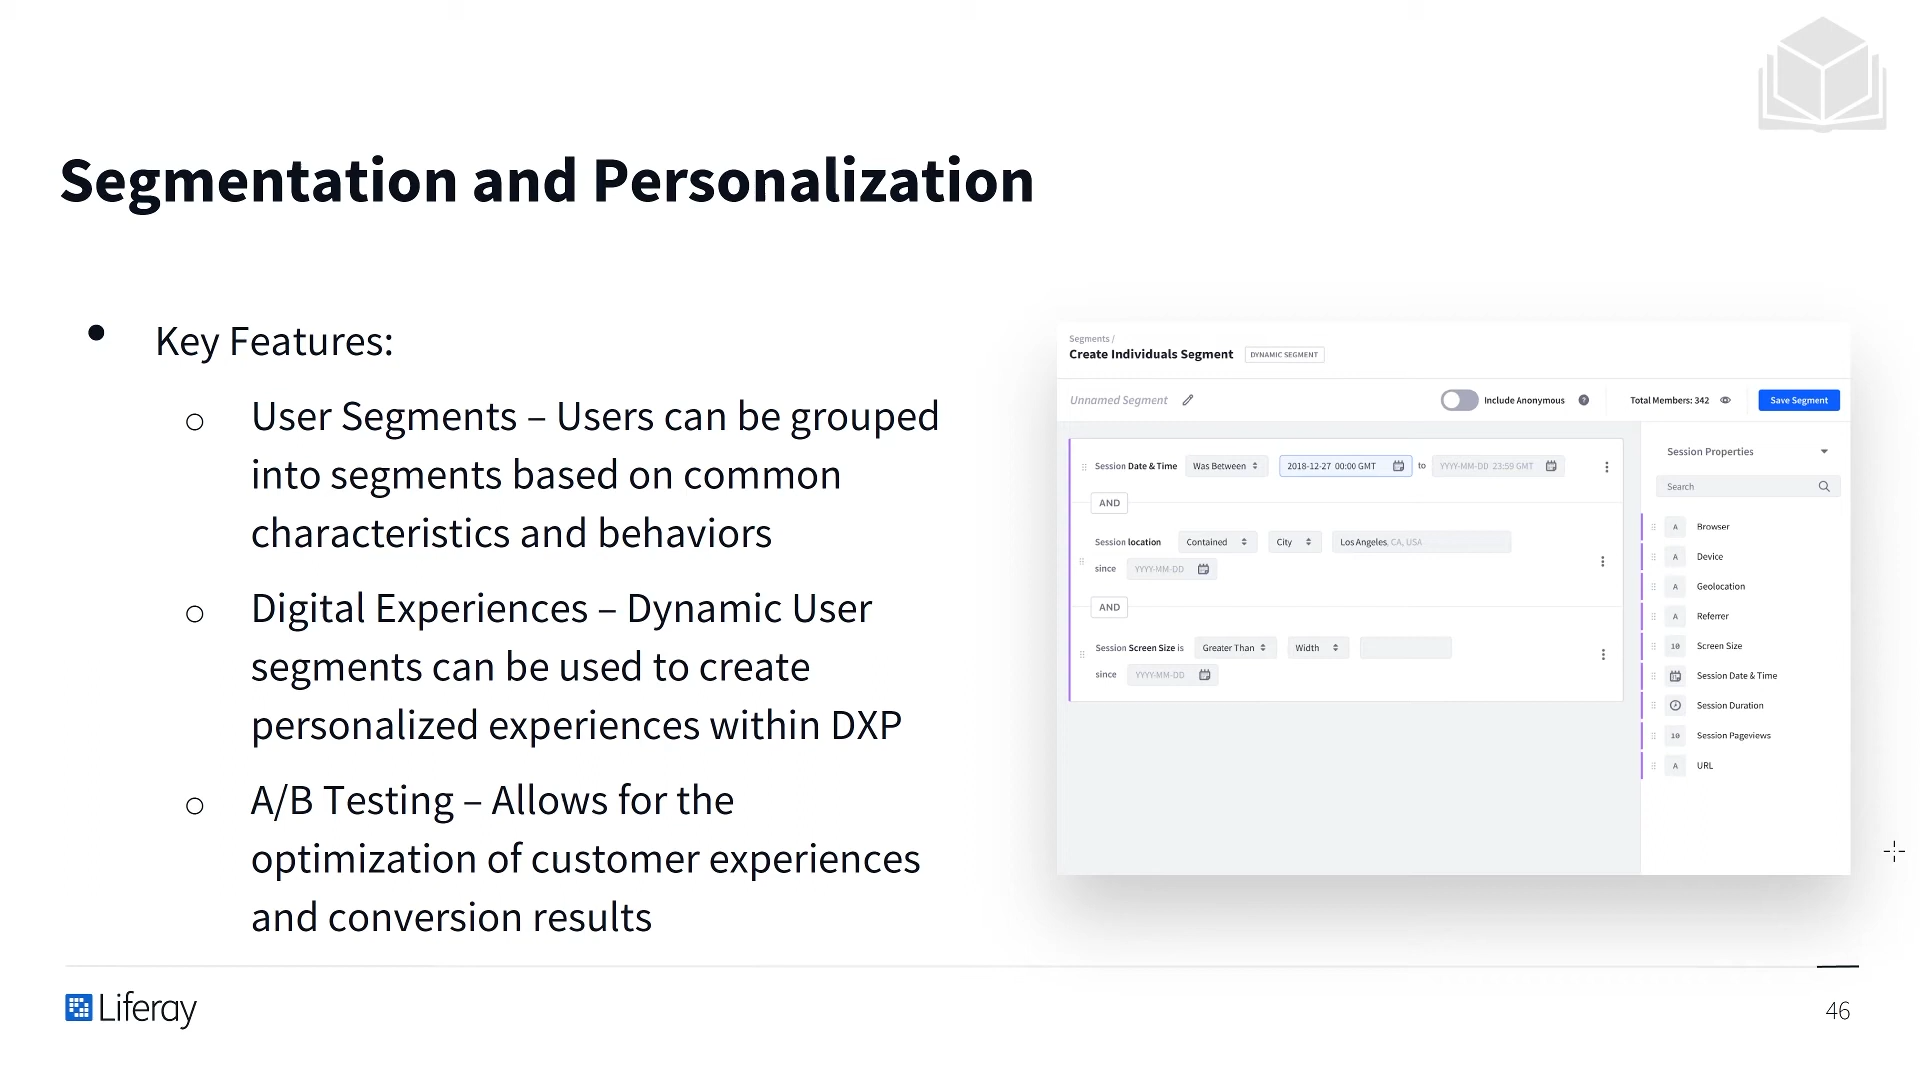 Segmentation and Personalization
• Key Features:
o User Segments – Users can be grouped
into segments based on common
characteristics and behaviors
o Digital Experiences – Dynamic User
segments can be used to create
personalized experiences within DXP
o A/B Testing – Allows for the
optimization of customer experiences
and conversion results
Segments /
Create Individuals Segment DYNAMIC SEGMENT
Unnamed Segment Include Anonymous ? Total Members: 342 Save Segment
Session Date & Time Was Between 2018-12-27 00:00 GMT to YYYY-MM-DD 23:59 GMT
AND
Session location Contained City Los Angeles, CA, USA
since YYYY-MM-DD
AND
Session Screen Size is Greater Than Width
since YYYY-MM-DD
Session Properties
Search
A Browser
A Device
A Geolocation
A Referrer
10 Screen Size
Session Date & Time
Session Duration
10 Session Pageviews
A URL
Liferay
46